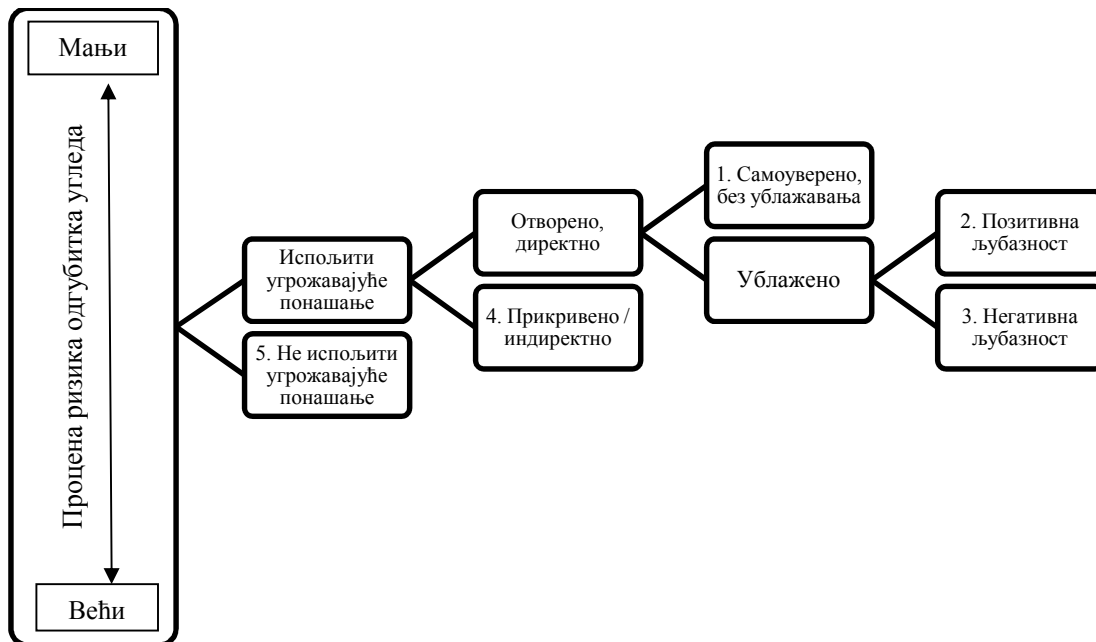 Мањи
Процена ризика одгубитка угледа
Већи
Испољити
угрожавајуће
понашање
5. Не испољити
угрожавајуће
понашање
Отворено,
директно
4. Прикривено /
индиректно
1. Самоуверено,
без ублажавања
Ублажено
2. Позитивна
љубазност
3. Негативна
љубазност